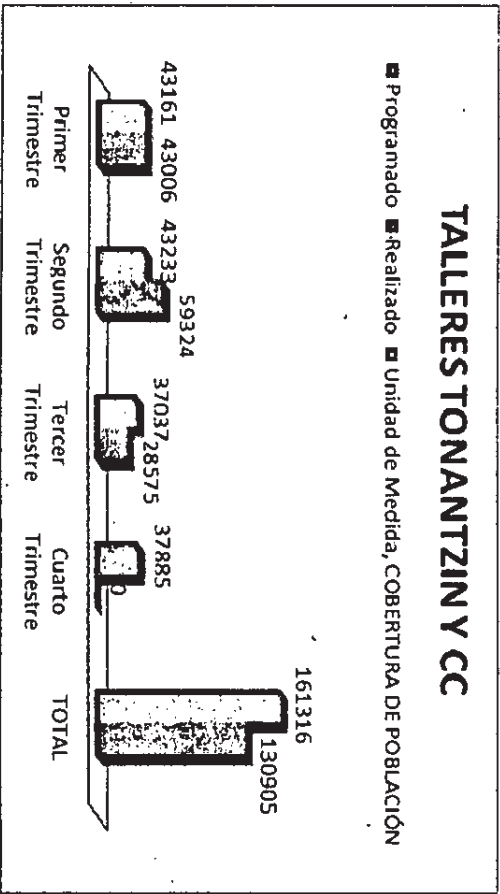 TALLERES TONANTZIN Y CC
Programado Realizado Unidad de Medida, COBERTURA DE POBLACIÓN
161316
130905
59324
43161 43006 43233
37037 28575
37885
0
Primer Trimestre
Segundo Trimestre
Tercer Trimestre
Cuarto Trimestre
TOTAL